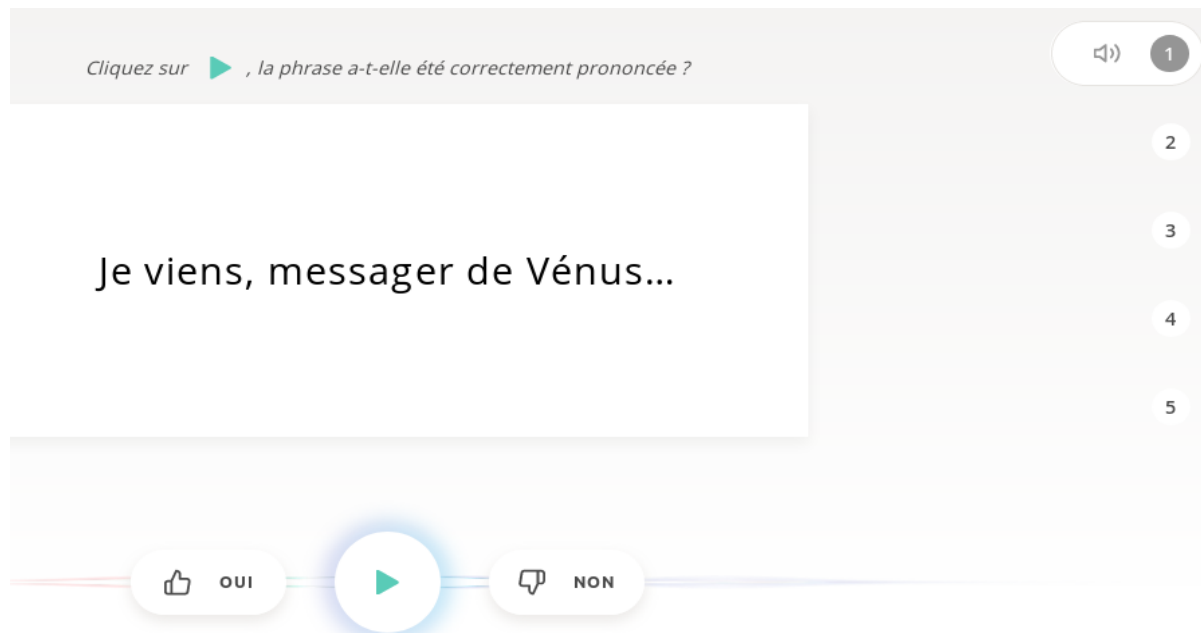 Cliquez sur , la phrase a-t-elle été correctement prononcée ?
1
2
Je viens, messager de Vénus…
3
4
5
OUI
NON